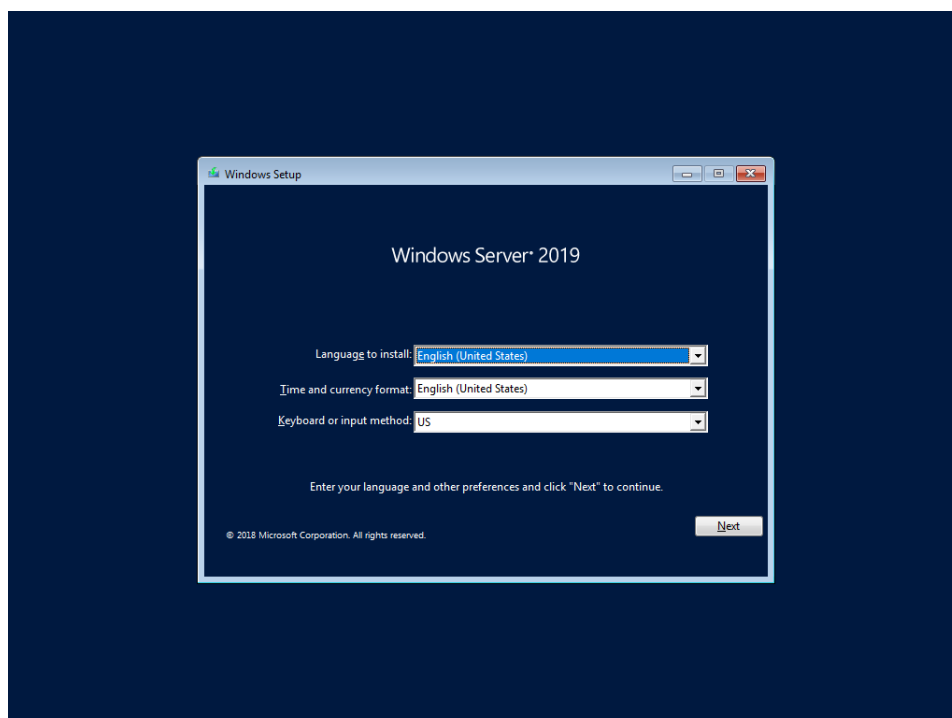 Windows Setup
Windows Server® 2019
Language to install: English (United States)
Time and currency format: English (United States)
Keyboard or input method: US
Enter your language and other preferences and click "Next" to continue.
© 2018 Microsoft Corporation. All rights reserved.
Next